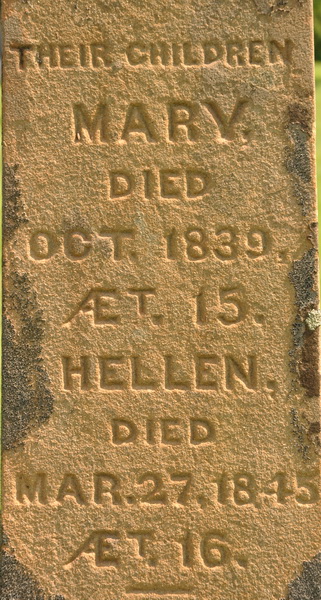 THEIR CHILDREN
MARY.
DIED
OCT. 1839.
ÆT. 15.
HELLEN.
DIED
MAR. 27, 1845
ÆT. 16.